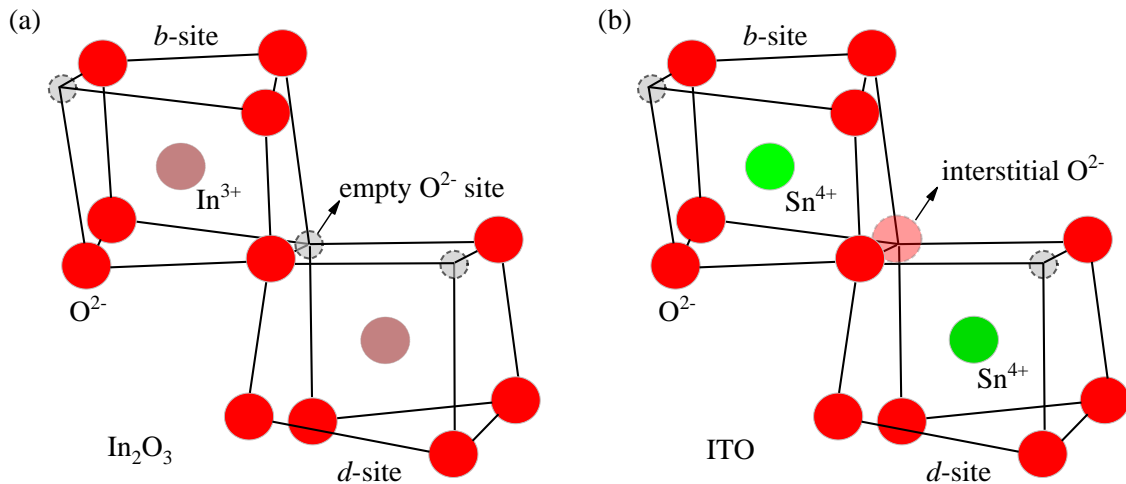 (a)
b-site
In³⁺
empty O²⁻ site
O²⁻
In₂O₃
d-site
(b)
b-site
Sn⁴⁺
interstitial O²⁻
O²⁻
Sn⁴⁺
ITO
d-site